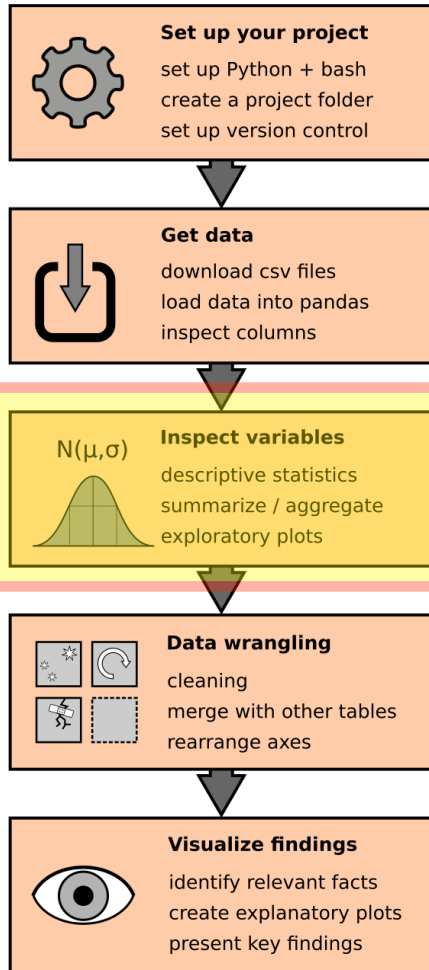 Set up your project
set up Python + bash
create a project folder
set up version control
Get data
download csv files
load data into pandas
inspect columns
N(μ,σ)
Inspect variables
descriptive statistics
summarize / aggregate
exploratory plots
Data wrangling
cleaning
merge with other tables
rearrange axes
Visualize findings
identify relevant facts
create explanatory plots
present key findings